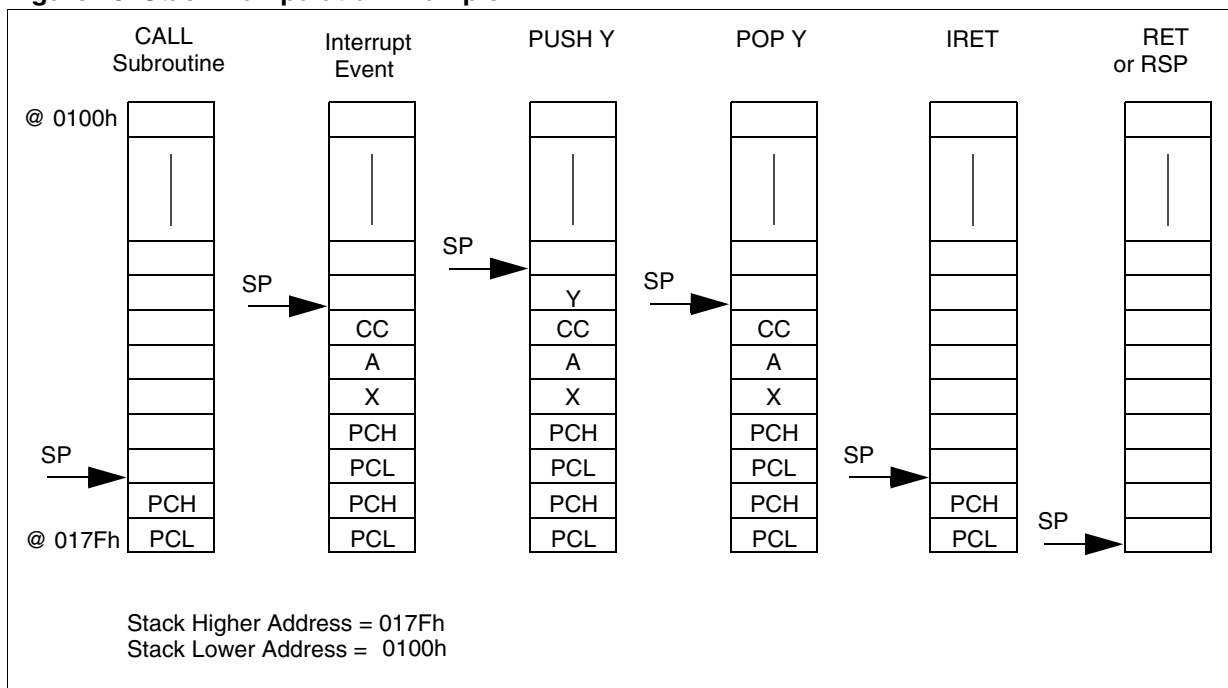 CALL
Subroutine
Interrupt
Event
PUSH Y
POP Y
IRET
RET
or RSP
@ 0100h
SP
PCH
@ 017Fh
PCL
SP
CC
A
X
PCH
PCL
PCH
PCL
SP
Y
CC
A
X
PCH
PCL
PCH
PCL
SP
CC
A
X
PCH
PCL
PCH
PCL
SP
PCH
PCL
SP
Stack Higher Address = 017Fh
Stack Lower Address = 0100h